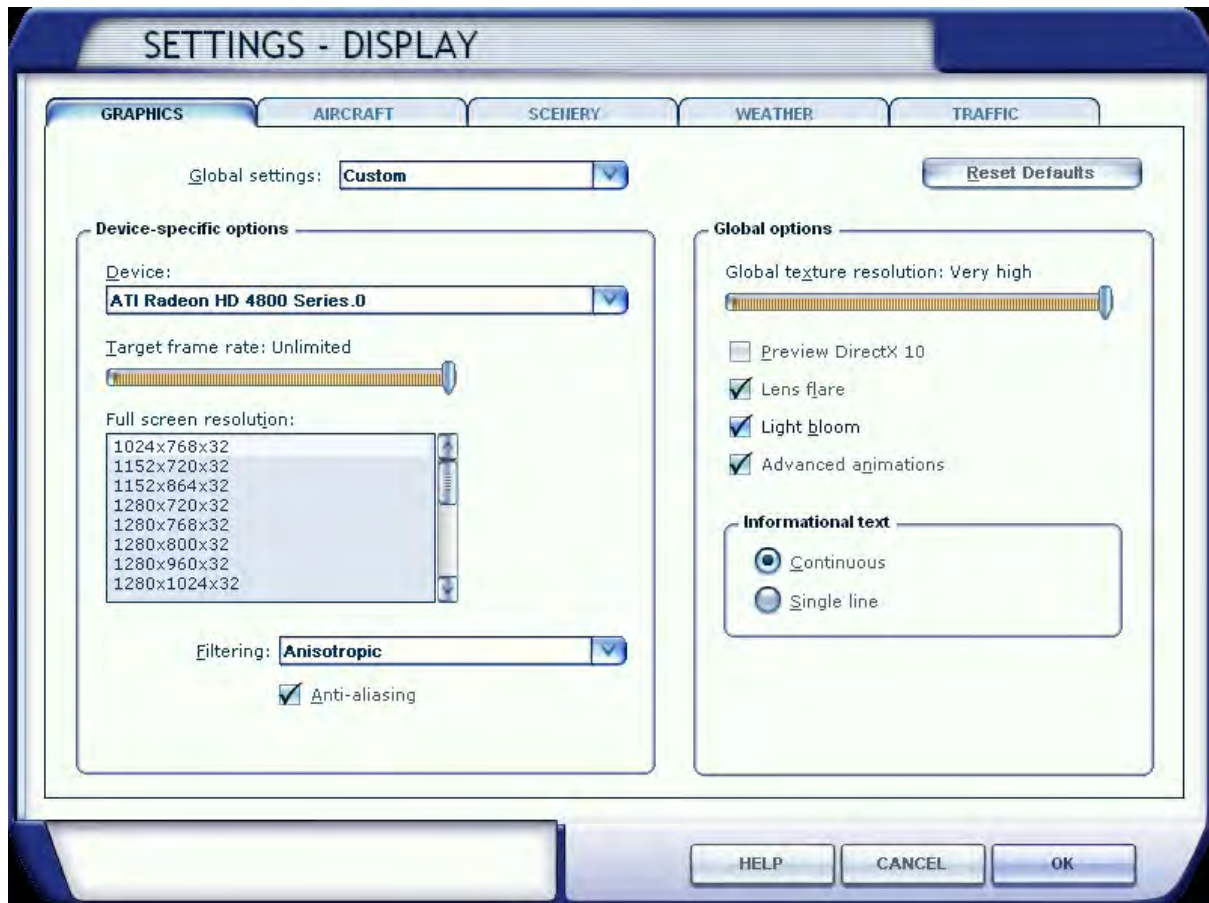 SETTINGS - DISPLAY
GRAPHICS
AIRCRAFT
SCENERY
WEATHER
TRAFFIC
Global settings: Custom
Reset Defaults
Device-specific options
Device:
ATI Radeon HD 4800 Series.0
Target frame rate: Unlimited
Full screen resolution:
1024x768x32
1152x720x32
1152x864x32
1280x720x32
1280x768x32
1280x800x32
1280x960x32
1280x1024x32
Filtering: Anisotropic
Anti-aliasing
Global options
Global texture resolution: Very high
Preview DirectX 10
Lens flare
Light bloom
Advanced animations
Informational text
Continuous
Single line
HELP
CANCEL
OK